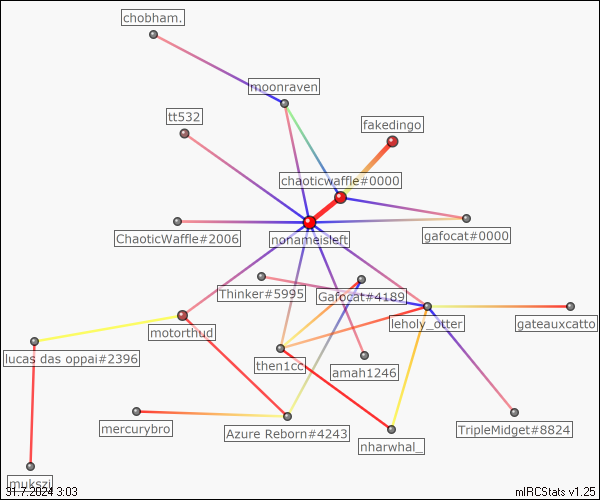 chobham.
moonraven
tt532
fakedingo
chaoticwaffle#0000
ChaoticWaffle#2006
nonameisleft
gafocat#0000
Thinker#5995
Gafocat#4189
motorthud
leholy_otter
gateauxcatto
lucas das oppai#2396
then1cc
amah1246
mercurybro
Azure Reborn#4243
nharwhal_
TripleMidget#8824
mukszi
31.7.2024 3:03
mIRCStats v1.25